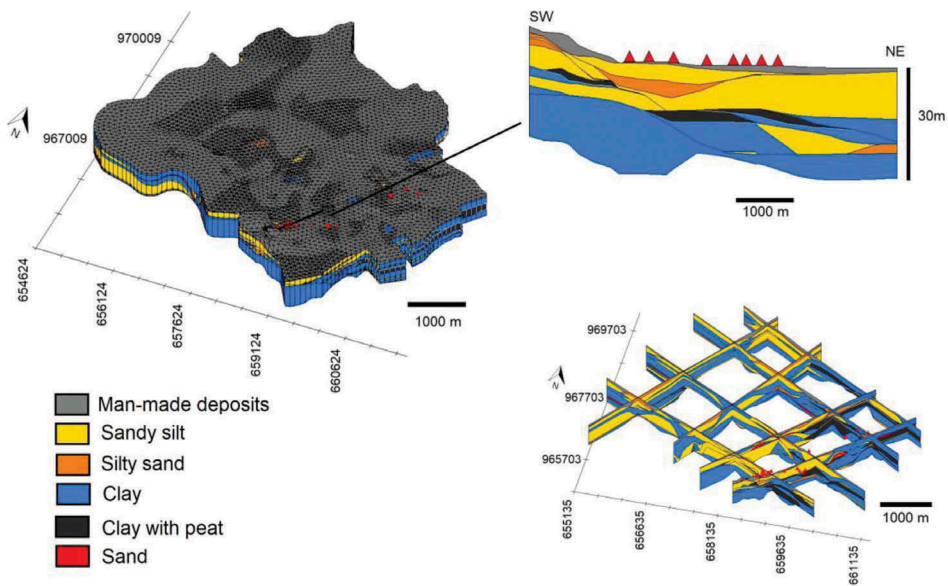 970009
967009
N
654624
656124
657624
659124
660624
1000 m
SW
NE
30m
1000 m
Man-made deposits
Sandy silt
Silty sand
Clay
Clay with peat
Sand
969703
967703
965703
N
655135
656635
658135
659635
661135
1000 m